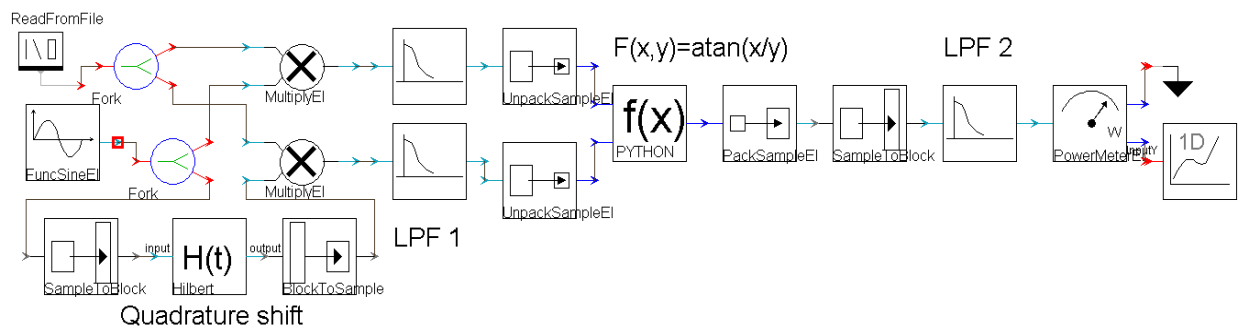 ReadFromFile
F(x,y)=atan(x/y)
LPF 2
Fork
MultiplyEl
UnpackSampleEl
f(x)
PYTHON
PackSampleEl
SampleToBlock
W
PowerMeterEl
inputY
1D
FuncSineEl
Fork
MultiplyEl
UnpackSampleEl
LPF 1
input
H(t)
output
SampleToBlock
Hilbert
BlockToSample
Quadrature shift